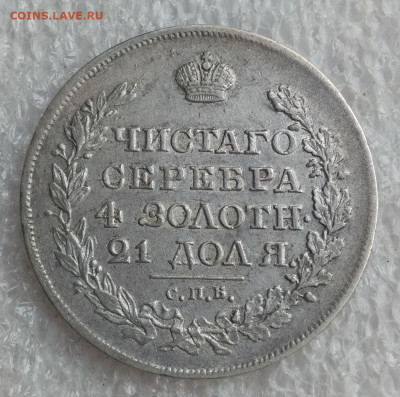 COINS.LAVE.RU
ЧИСТАГО
СЕРЕБРА
4 ЗОЛОТН·
21 ДОЛЯ
С.П.Б.